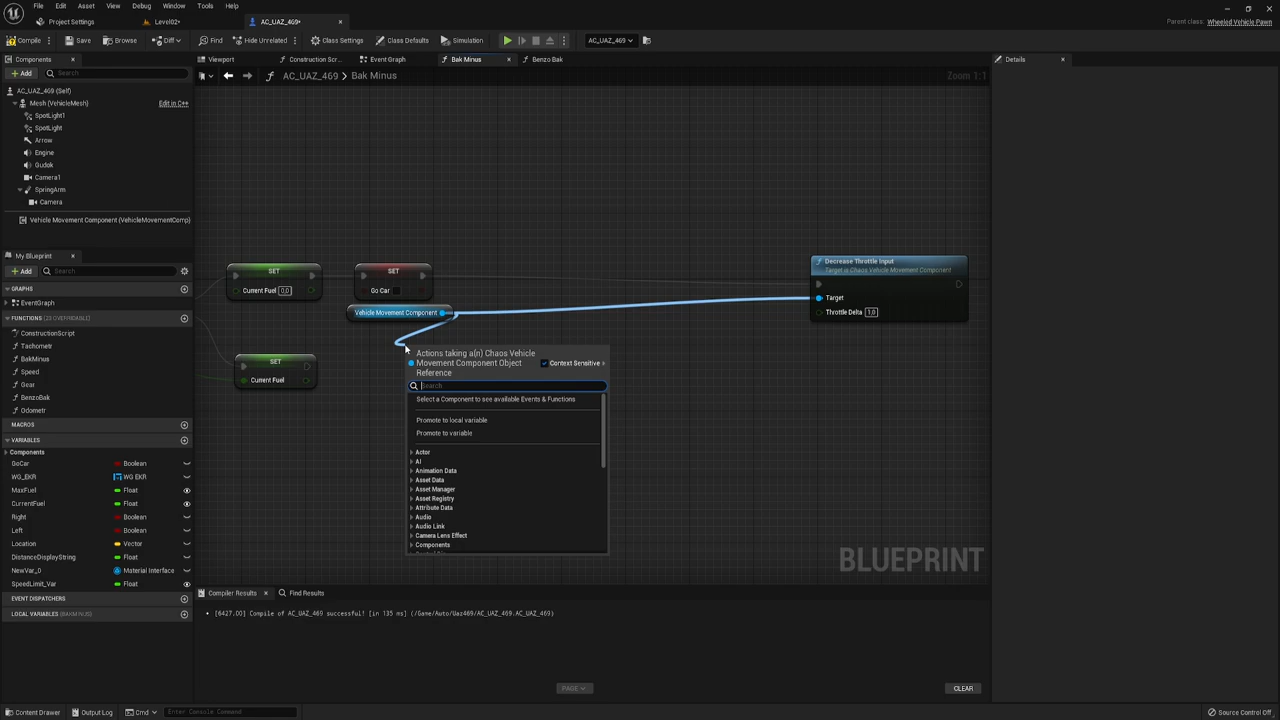 File Edit Asset View Debug Window Tools Help
Parent class: Wheeled Vehicle Pawn
Project Settings Level02• AC_UAZ_469•
Compile Save Browse Diff Find Hide Unrelated Class Settings Class Defaults Simulation AC_UAZ_469
Components
Viewport Construction Scr... Event Graph Bak Minus Benzo Bak Details
Add Search
AC_UAZ_469 > Bak Minus Zoom 1:1
AC_UAZ_469 (Self)
Mesh (VehicleMesh) Edit in C++
SpotLight1
SpotLight
Arrow
Engine
Gudok
Camera1
SpringArm
Camera
Vehicle Movement Component (VehicleMovementComp)
My Blueprint
Add Search
GRAPHS
EventGraph
FUNCTIONS (23 OVERRIDABLE)
ConstructionScript
Tachometr
BakMinus
Speed
Gear
BenzoBak
Odometr
MACROS
VARIABLES
Components
GoCar Boolean
WG_EKR WG EKR
MaxFuel Float
CurrentFuel Float
Right Boolean
Left Boolean
Location Vector
DistanceDisplayString Float
NewVar_0 Material Interface
SpeedLimit_Var Float
EVENT DISPATCHERS
LOCAL VARIABLES (BAKMINUS)
SET
Current Fuel 0,0
SET
Go Car
Vehicle Movement Component
SET
Current Fuel
Decrease Throttle Input
Target is Chaos Vehicle Movement Component
Target
Throttle Delta 1,0
Actions taking a(n) Chaos Vehicle
Movement Component Object
Reference
Context Sensitive
Search
Select a Component to see available Events & Functions
Promote to local variable
Promote to variable
Actor
AI
Animation Data
Asset Data
Asset Manager
Asset Registry
Attribute Data
Audio
Audio Link
Camera Lens Effect
Components
BLUEPRINT
Compiler Results Find Results
[6427.00] Compile of AC_UAZ_469 successful! [in 135 ms] (/Game/Auto/Uaz469/AC_UAZ_469.AC_UAZ_469)
PAGE CLEAR
Content Drawer Output Log Cmd Enter Console Command Source Control Off